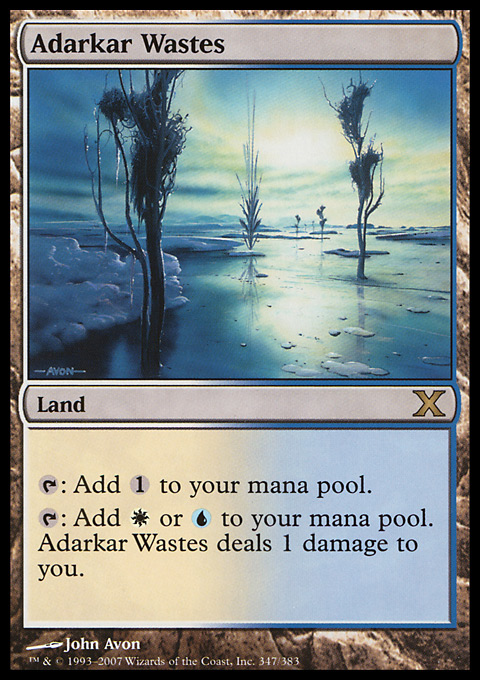 Adarkar Wastes
—AVON—
Land
X
: Add 1 to your mana pool.
: Add or to your mana pool.
Adarkar Wastes deals 1 damage to
you.
John Avon
™ & © 1993–2007 Wizards of the Coast, Inc. 347/383